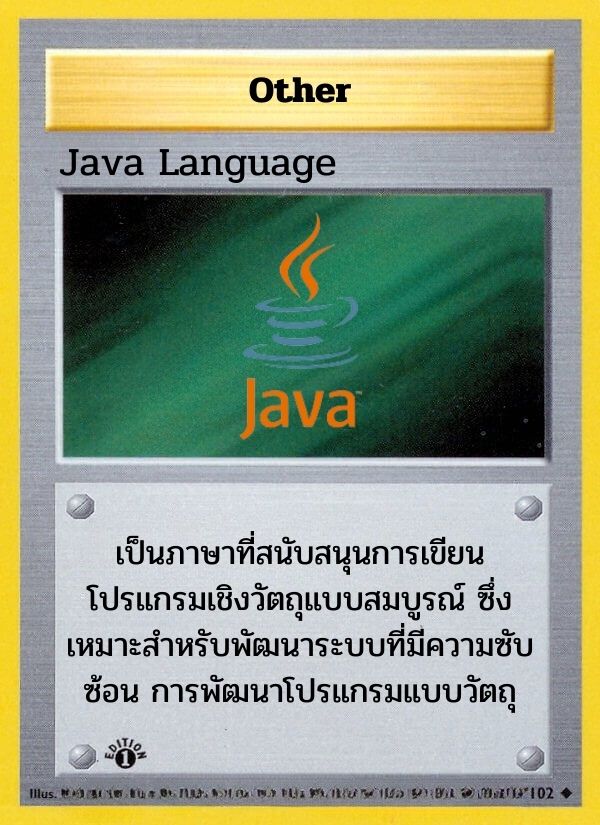 Other
Java Language
Java™
เป็นภาษาที่สนับสนุนการเขียน
โปรแกรมเชิงวัตถุแบบสมบูรณ์ ซึ่ง
เหมาะสำหรับพัฒนาระบบที่มีความซับ
ซ้อน การพัฒนาโปรแกรมแบบวัตถุ
EDITION 1
Illus. 102